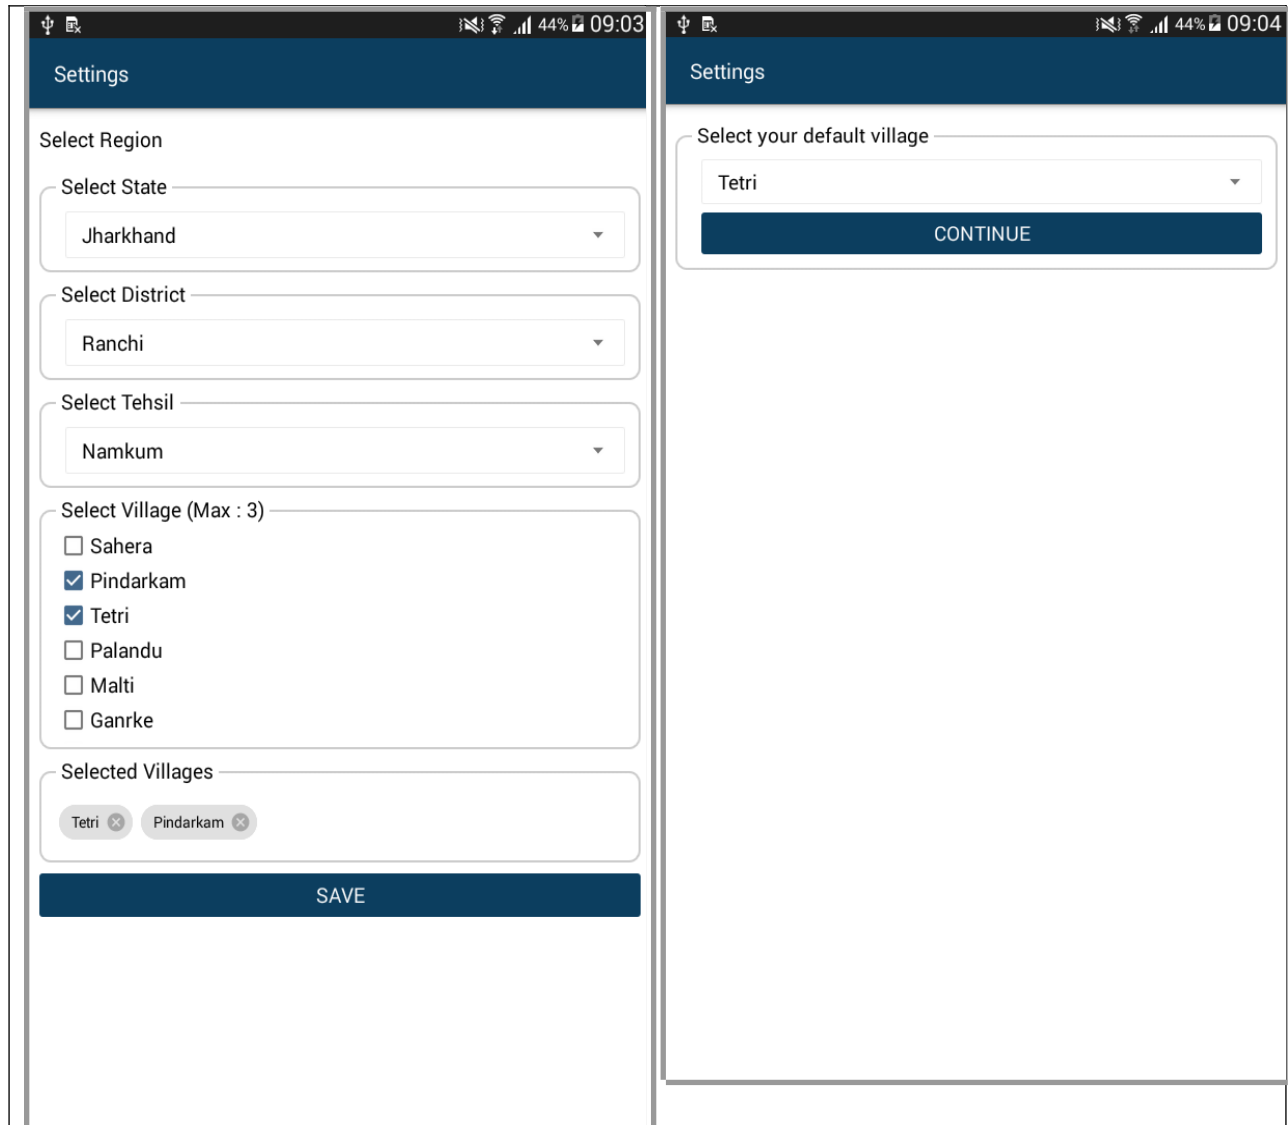 44% 09:03
Settings
Select Region
Select State
Jharkhand
Select District
Ranchi
Select Tehsil
Namkum
Select Village (Max : 3)
Sahera
Pindarkam
Tetri
Palandu
Malti
Ganrke
Selected Villages
Tetri Pindarkam
SAVE
44% 09:04
Settings
Select your default village
Tetri
CONTINUE